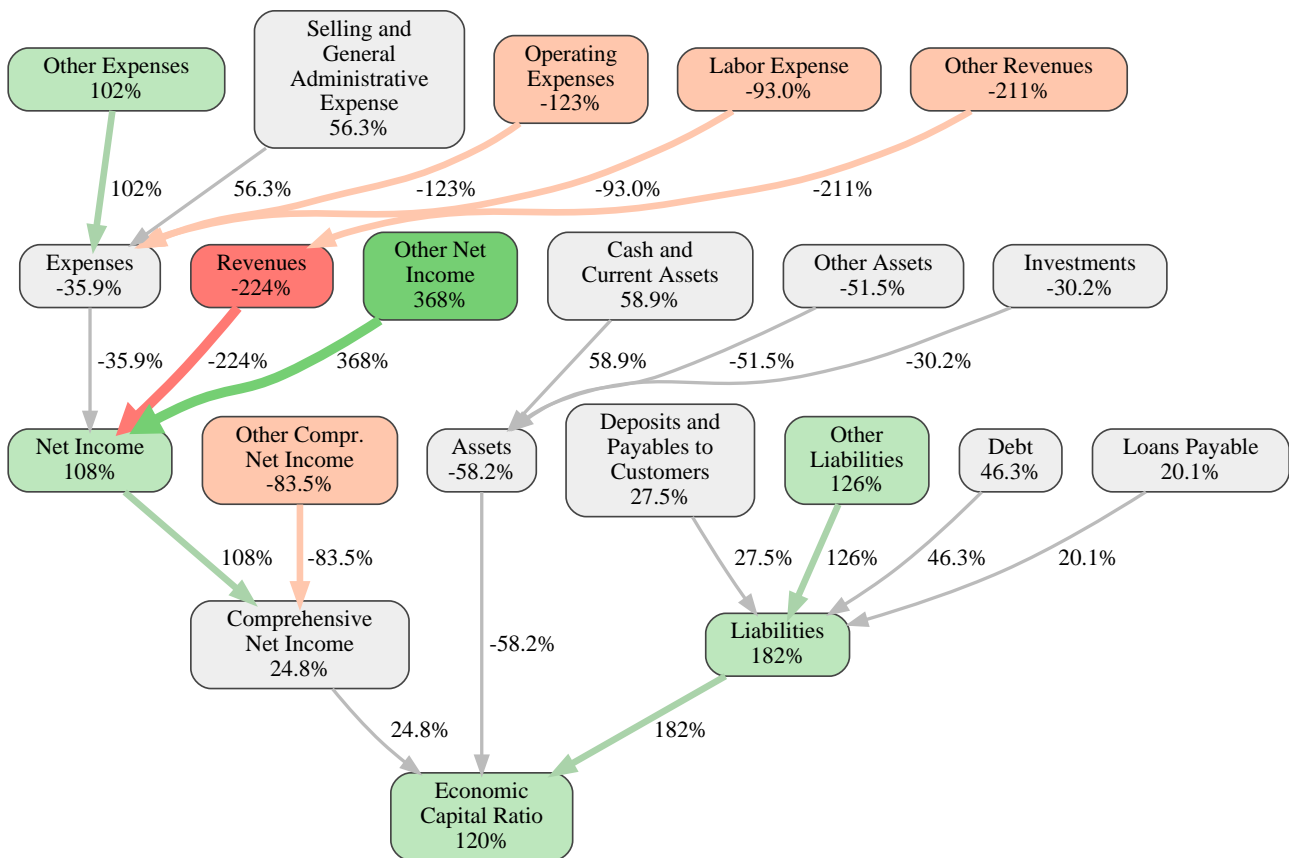 Other Expenses
102%
Selling and
General
Administrative
Expense
56.3%
Operating
Expenses
-123%
Labor Expense
-93.0%
Other Revenues
-211%
102%
56.3%
-123%
-93.0%
-211%
Expenses
-35.9%
Revenues
-224%
Other Net
Income
368%
Cash and
Current Assets
58.9%
Other Assets
-51.5%
Investments
-30.2%
-35.9%
-224%
368%
58.9%
-51.5%
-30.2%
Net Income
108%
Other Compr.
Net Income
-83.5%
Assets
-58.2%
Deposits and
Payables to
Customers
27.5%
Other
Liabilities
126%
Debt
46.3%
Loans Payable
20.1%
108%
-83.5%
27.5%
126%
46.3%
20.1%
Comprehensive
Net Income
24.8%
-58.2%
Liabilities
182%
24.8%
182%
Economic
Capital Ratio
120%